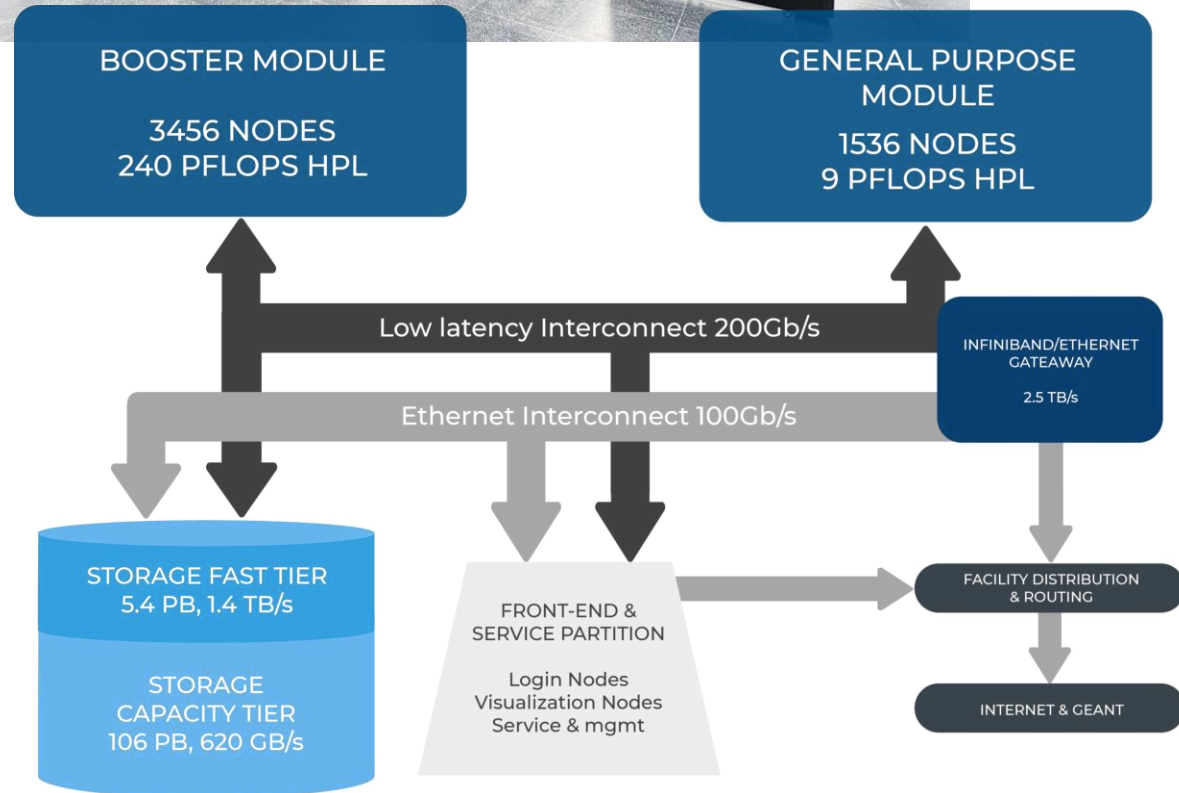 BOOSTER MODULE
3456 NODES
240 PFLOPS HPL
GENERAL PURPOSE
MODULE
1536 NODES
9 PFLOPS HPL
Low latency Interconnect 200Gb/s
INFINIBAND/ETHERNET
GATEAWAY
2.5 TB/s
Ethernet Interconnect 100Gb/s
STORAGE FAST TIER
5.4 PB, 1.4 TB/s
STORAGE
CAPACITY TIER
106 PB, 620 GB/s
FRONT-END &
SERVICE PARTITION
Login Nodes
Visualization Nodes
Service & mgmt
FACILITY DISTRIBUTION
& ROUTING
INTERNET & GEANT